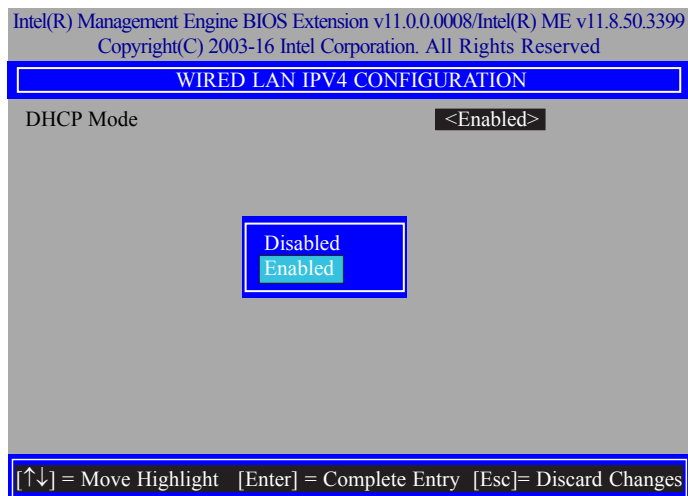 Intel(R) Management Engine BIOS Extension v11.0.0.0008/Intel(R) ME v11.8.50.3399
Copyright(C) 2003-16 Intel Corporation. All Rights Reserved
WIRED LAN IPV4 CONFIGURATION
DHCP Mode <Enabled>
Disabled
Enabled
[↑↓] = Move Highlight [Enter] = Complete Entry [Esc]= Discard Changes